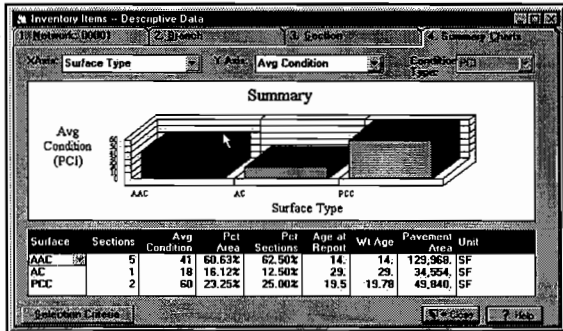 Inventory Items -- Descriptive Data
1. Network: 00001 2. Branch 3. Section 4. Summary Charts
XAxis: Surface Type Y Axis: Avg Condition Condition Type: PCI
Summary
Avg
Condition
(PCI)
AAC AC PCC
Surface Type
Surface Sections Avg Condition Pct Area Pct Sections Age at Report Wt Age Pavement Area Unit
AAC 5 41 60.63% 62.50% 14. 14. 129,968. SF
AC 1 18 16.12% 12.50% 29. 29. 34,554. SF
PCC 2 60 23.25% 25.00% 19.5 19.78 49,840. SF
Selection Criteria Close ? Help